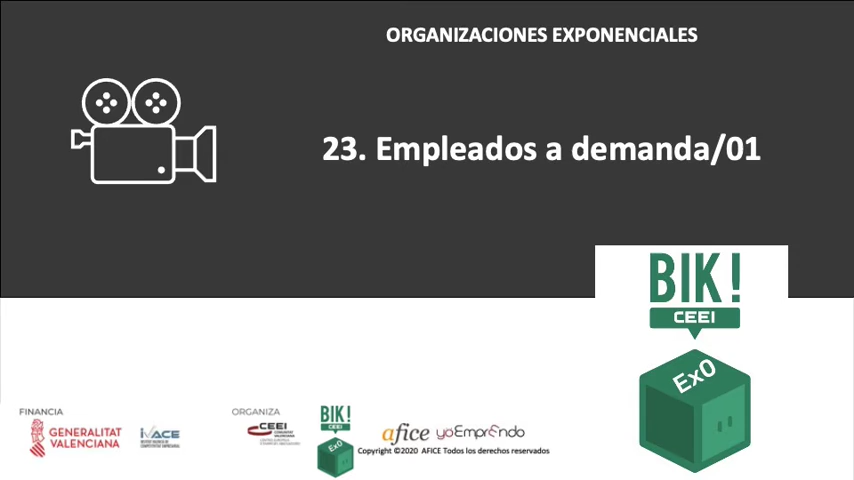 ORGANIZACIONES EXPONENCIALES
23. Empleados a demanda/01
BIK!
CEEI
ExO
FINANCIA
GENERALITAT
VALENCIANA
IVACE
ORGANIZA
CEEI
BIK!
CEEI
ExO
afice yoEmprendo
Copyright ©2020 AFICE Todos los derechos reservados